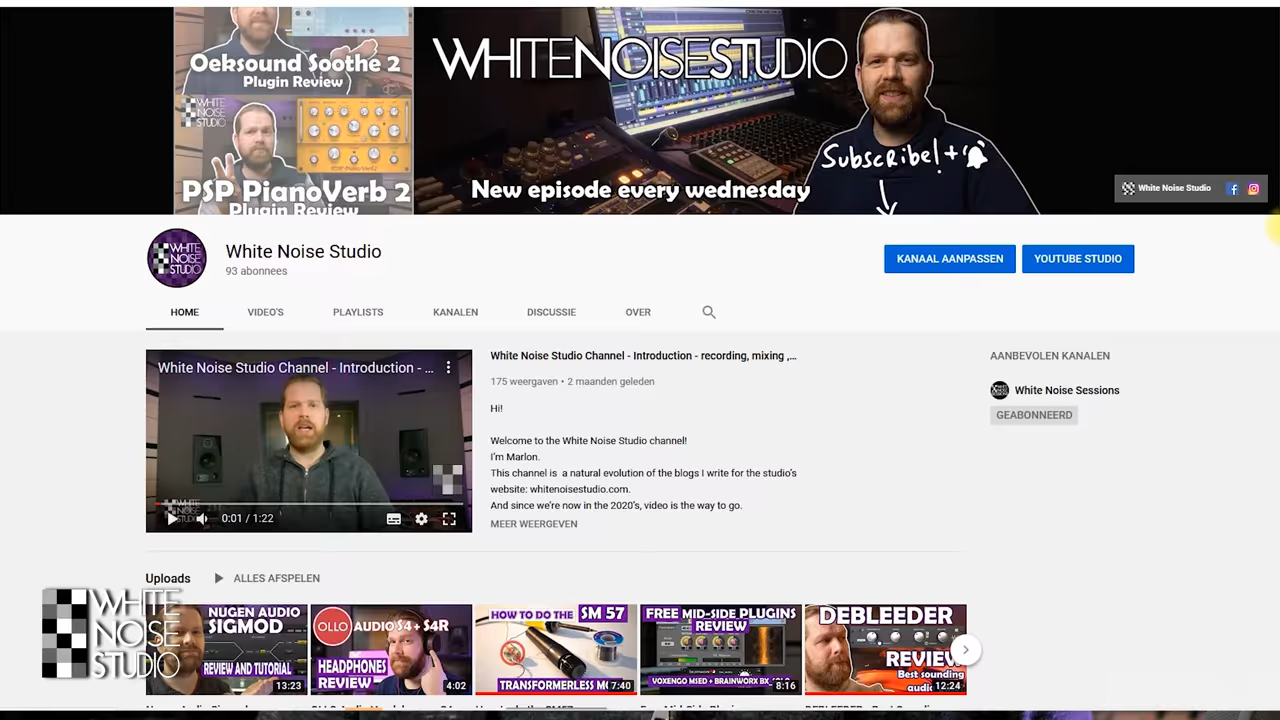 Oeksound Soothe 2
Plugin Review
WHITE NOISE STUDIO
PSP PianoVerb 2
Plugin Review
WHITENOISESTUDIO
New episode every wednesday
Subscribe! +
White Noise Studio
WHITE NOISE STUDIO
White Noise Studio
93 abonnees
KANAAL AANPASSEN
YOUTUBE STUDIO
HOME
VIDEO'S
PLAYLISTS
KANALEN
DISCUSSIE
OVER
White Noise Studio Channel - Introduction - ...
0:01 / 1:22
White Noise Studio Channel - Introduction - recording, mixing ,...
175 weergaven • 2 maanden geleden
Hi!
Welcome to the White Noise Studio channel!
I'm Marlon.
This channel is a natural evolution of the blogs I write for the studio's
website: whitenoisestudio.com.
And since we're now in the 2020's, video is the way to go.
MEER WEERGEVEN
AANBEVOLEN KANALEN
White Noise Sessions
GEABONNEERD
Uploads
ALLES AFSPELEN
WHITE
NOISE
STUDIO
NUGEN AUDIO
SIGMOD
REVIEW AND TUTORIAL
13:23
OLLO AUDIO S4 + S4R
HEADPHONES
REVIEW
4:02
HOW TO DO THE SM 57
TRANSFORMERLESS
7:40
FREE MID-SIDE PLUGINS
REVIEW
VOXENGO MSED + BRAINWORX
8:16
DEBLEEDER
REVIEW
Best sounding
12:24